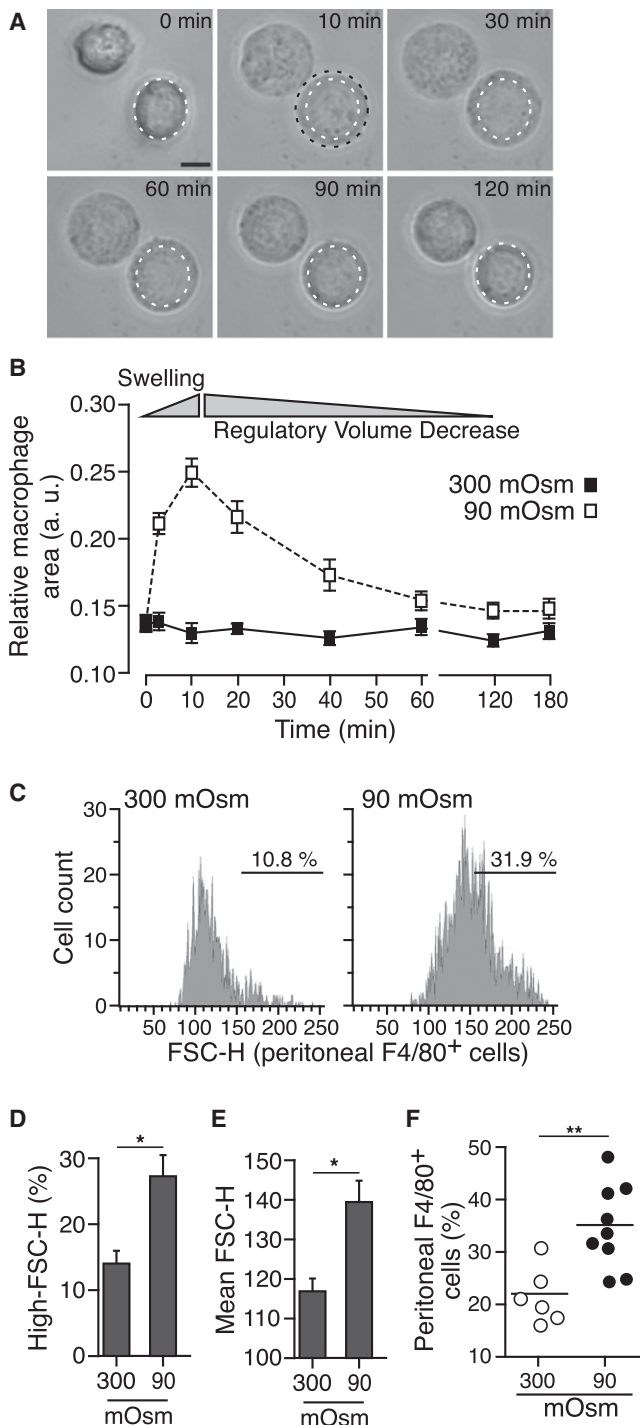 A
0 min
10 min
30 min
60 min
90 min
120 min
B
Swelling
Regulatory Volume Decrease
300 mOsm
90 mOsm
Relative macrophage
area (a. u.)
0.30
0.25
0.20
0.15
0.10
0 10 20 30 40 50 60 120 180
Time (min)
C
300 mOsm
90 mOsm
10.8 %
31.9 %
Cell count
30
20
10
0
50 100 150 200 250
50 100 150 200 250
FSC-H (peritoneal F4/80+ cells)
D
*
High-FSC-H (%)
30
20
10
0
300 90
mOsm
E
*
Mean FSC-H
150
140
130
120
110
100
300 90
mOsm
F
**
Peritoneal F4/80+
cells (%)
50
40
30
20
10
300 90
mOsm